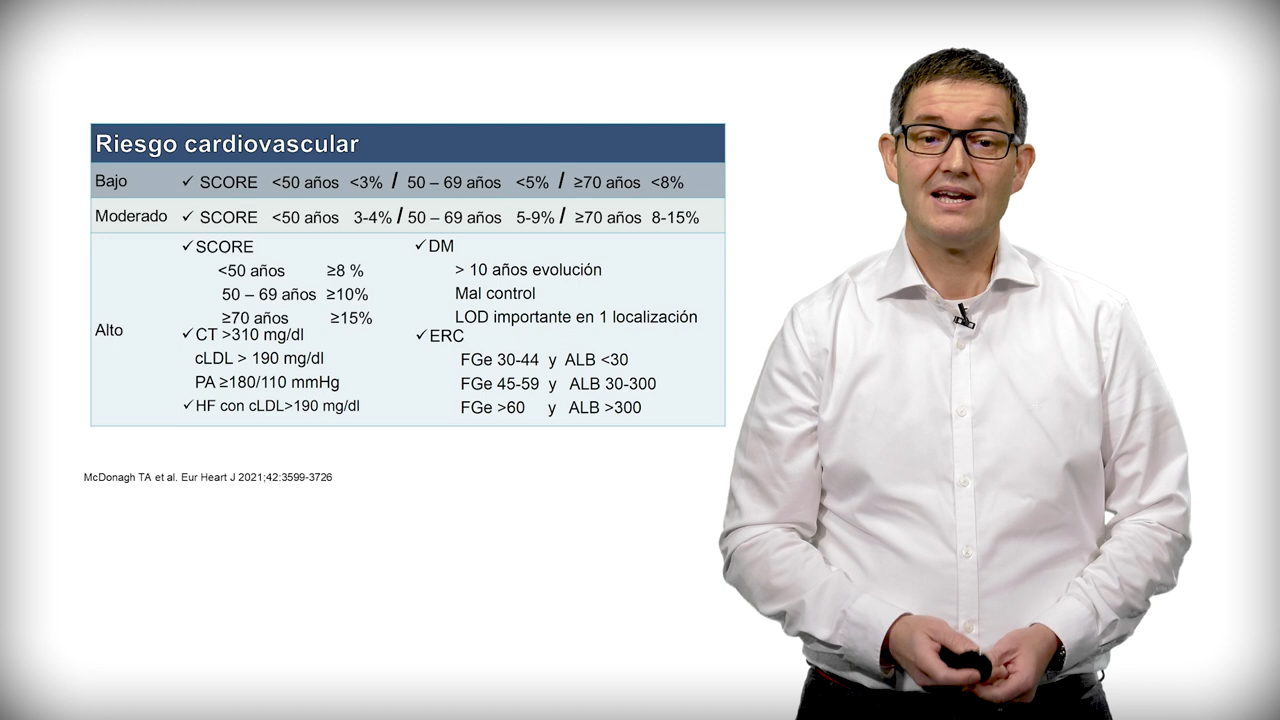 Riesgo cardiovascular
Bajo ✓ SCORE <50 años <3% / 50 – 69 años <5% / ≥70 años <8%
Moderado ✓ SCORE <50 años 3-4% / 50 – 69 años 5-9% / ≥70 años 8-15%
Alto
✓SCORE
<50 años ≥8 %
50 – 69 años ≥10%
≥70 años ≥15%
✓CT >310 mg/dl
cLDL > 190 mg/dl
PA ≥180/110 mmHg
✓HF con cLDL>190 mg/dl
✓DM
> 10 años evolución
Mal control
LOD importante en 1 localización
✓ERC
FGe 30-44 y ALB <30
FGe 45-59 y ALB 30-300
FGe >60 y ALB >300
McDonagh TA et al. Eur Heart J 2021;42:3599-3726